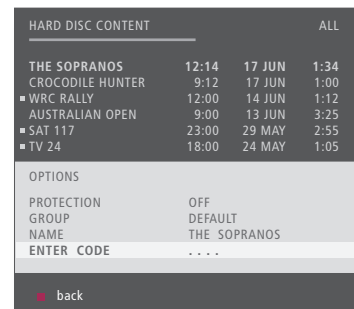 HARD DISC CONTENT ALL
THE SOPRANOS 12:14 17 JUN 1:34
CROCODILE HUNTER 9:12 17 JUN 1:00
WRC RALLY 12:00 14 JUN 1:12
AUSTRALIAN OPEN 9:00 13 JUN 3:25
SAT 117 23:00 29 MAY 2:55
TV 24 18:00 24 MAY 1:05
OPTIONS
PROTECTION OFF
GROUP DEFAULT
NAME THE SOPRANOS
ENTER CODE ....
back